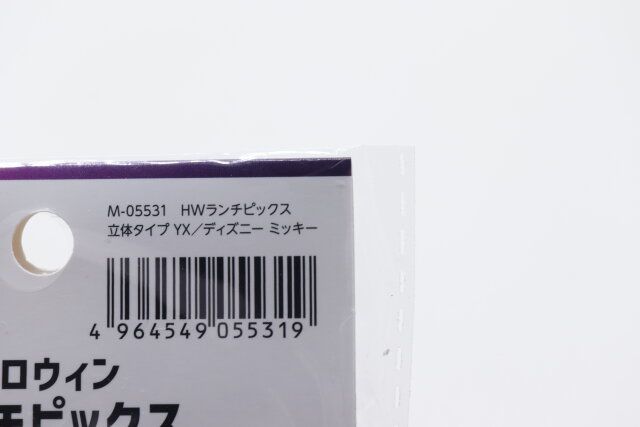 M-05531 HWランチピックス
立体タイプ YX／ディズニー ミッキー
4 964549 055319
ロウィン
チピックス